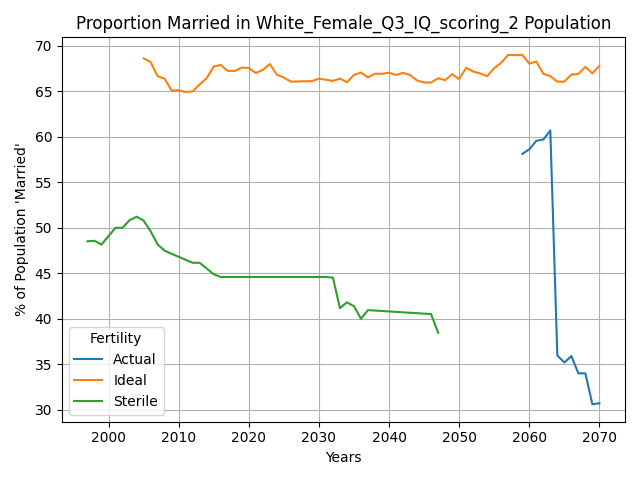 Proportion Married in White_Female_Q3_IQ_scoring_2 Population
% of Population 'Married'
70
65
60
55
50
45
40
35
30
Fertility
Actual
Ideal
Sterile
2000 2010 2020 2030 2040 2050 2060 2070
Years